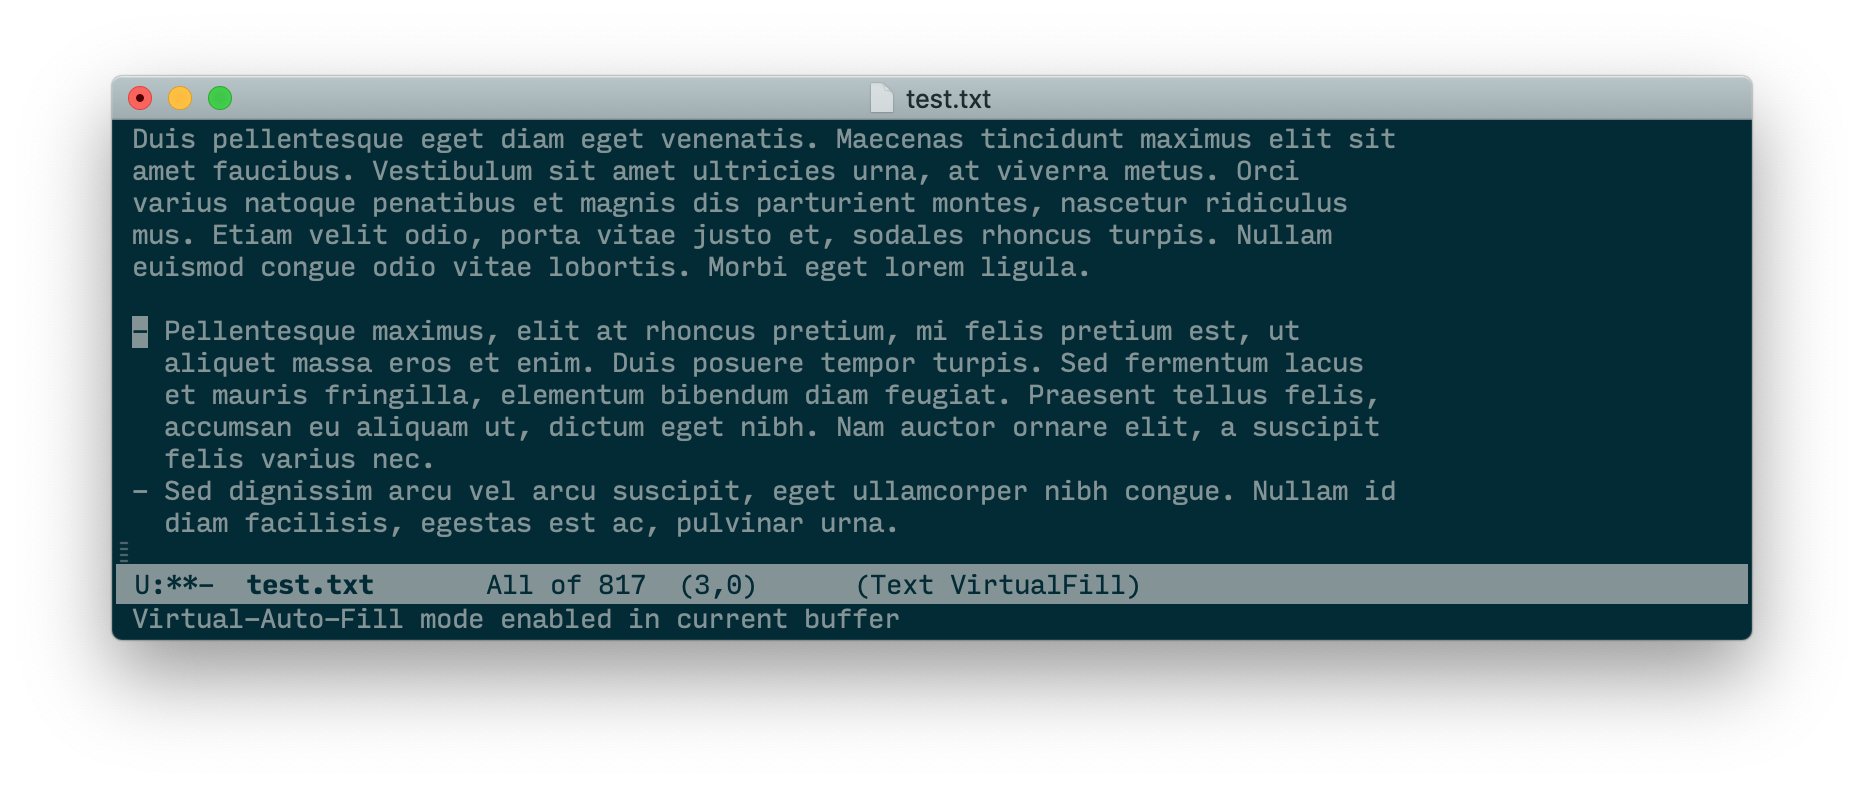 test.txt
Duis pellentesque eget diam eget venenatis. Maecenas tincidunt maximus elit sit
amet faucibus. Vestibulum sit amet ultricies urna, at viverra metus. Orci
varius natoque penatibus et magnis dis parturient montes, nascetur ridiculus
mus. Etiam velit odio, porta vitae justo et, sodales rhoncus turpis. Nullam
euismod congue odio vitae lobortis. Morbi eget lorem ligula.
- Pellentesque maximus, elit at rhoncus pretium, mi felis pretium est, ut
aliquet massa eros et enim. Duis posuere tempor turpis. Sed fermentum lacus
et mauris fringilla, elementum bibendum diam feugiat. Praesent tellus felis,
accumsan eu aliquam ut, dictum eget nibh. Nam auctor ornare elit, a suscipit
felis varius nec.
- Sed dignissim arcu vel arcu suscipit, eget ullamcorper nibh congue. Nullam id
diam facilisis, egestas est ac, pulvinar urna.
U:**-  test.txt       All of 817  (3,0)      (Text VirtualFill)
Virtual-Auto-Fill mode enabled in current buffer